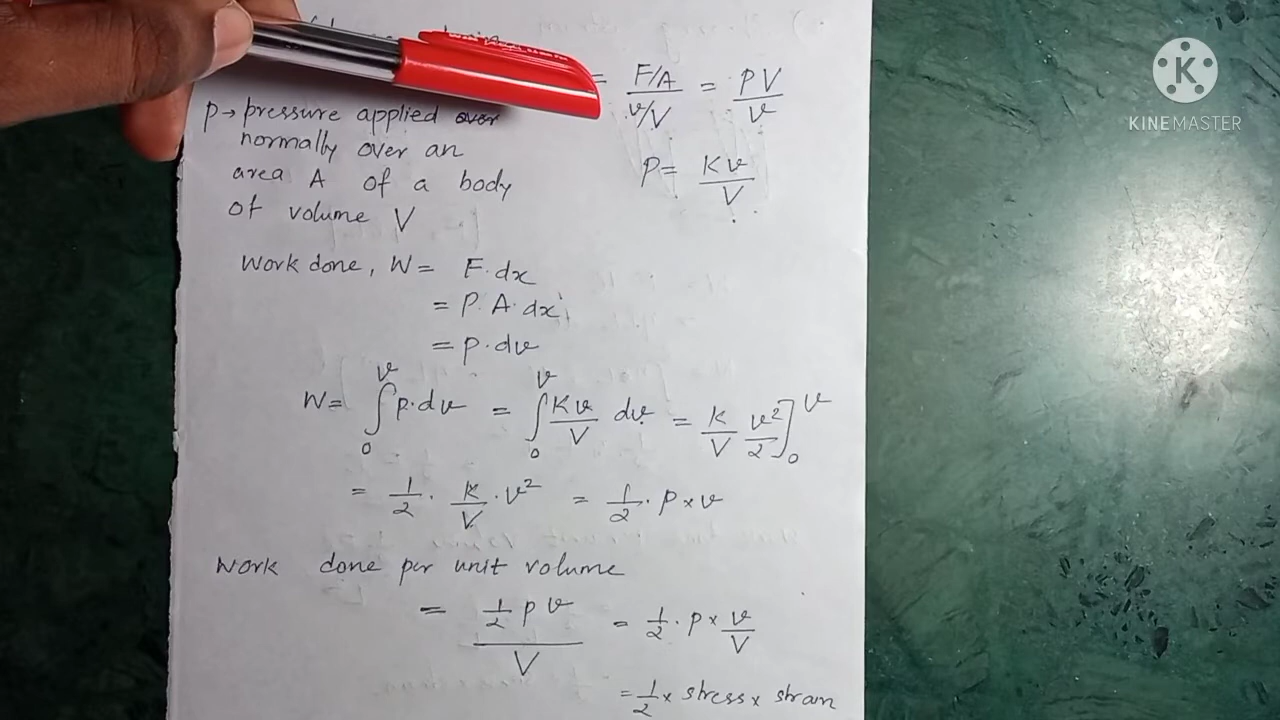 = F/A / v/V = PV / v
p→ pressure applied over
normally over an
area A of a body
of volume V
P = Kv / V
Work done, W = F.dx
= P.A.dx
= p.dv
W = ∫₀ᵛ p.dv = ∫₀ᵛ Kv/V dv = K/V v²/2]₀ᵛ
= 1/2 . K/V . v² = 1/2 . p × v
Work done per unit volume
= 1/2 p v / V = 1/2 . p × v/V
= 1/2 × stress × strain
KINEMASTER